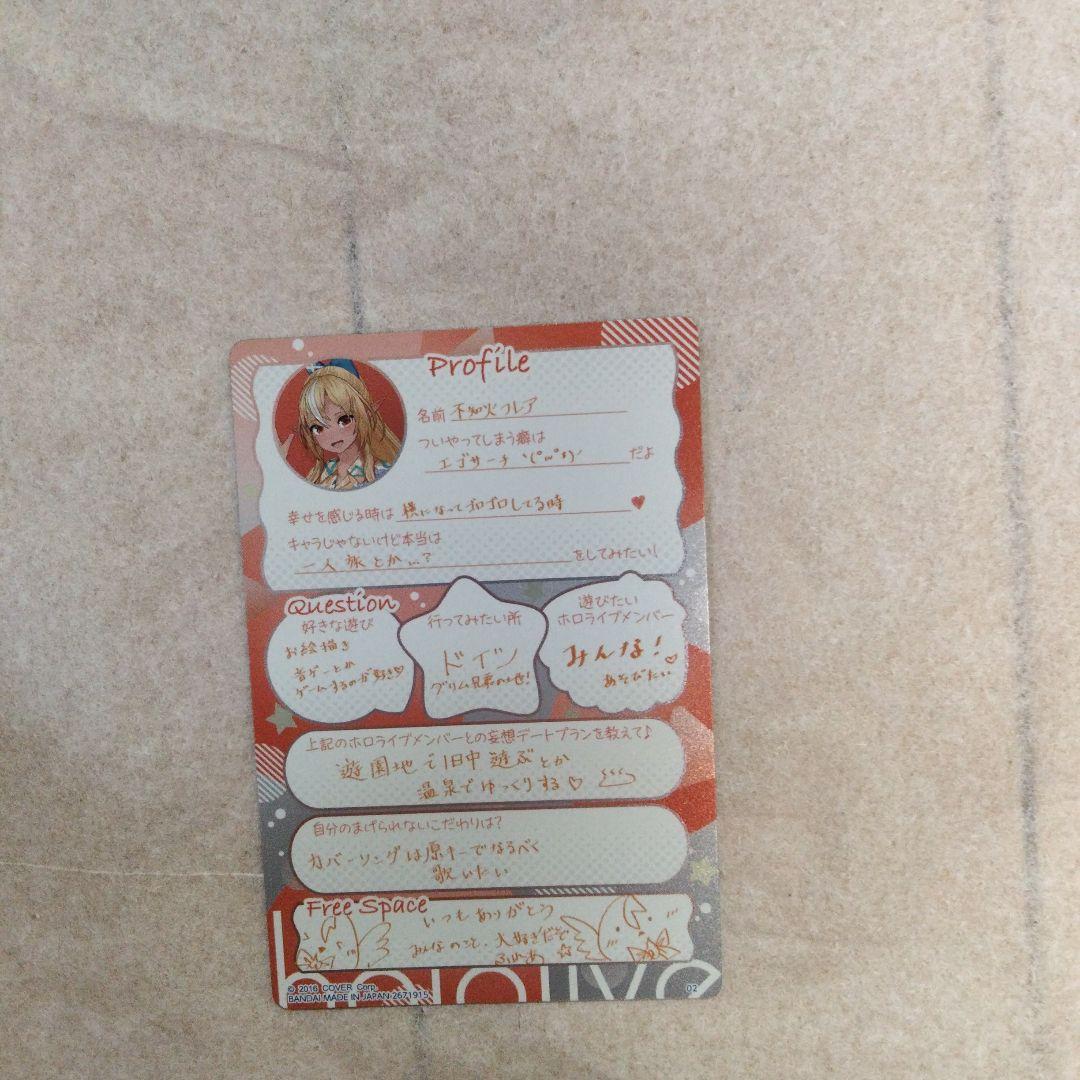 Profile
名前 不知火フレア
ついやってしまう癖は
エゴサーチ だよ
幸せを感じる時は 横になってゴロゴロしてる時 ♥
キャラじゃないけど本当は
一人旅とか…? をしてみたい!
Question
好きな遊び
お絵描き
音ゲーとか
ゲームするのが好き♡
行ってみたい所
ドイツ
グリム兄弟の地!
遊びたい
ホロライブメンバー
みんな!
あそびたい♡
上記のホロライブメンバーとの妄想デートプランを教えて♪
遊園地で1日中遊ぶとか
温泉でゆっくりする♡
自分のまげられないこだわりは?
カバーソングは原キーでなるべく
歌いたい
Free Space
いつもありがとう
みんなのこと、大好きだぞ
ふれあ ☆
hololive
© 2016 COVER Corp.
BANDAI MADE IN JAPAN 2671915
02